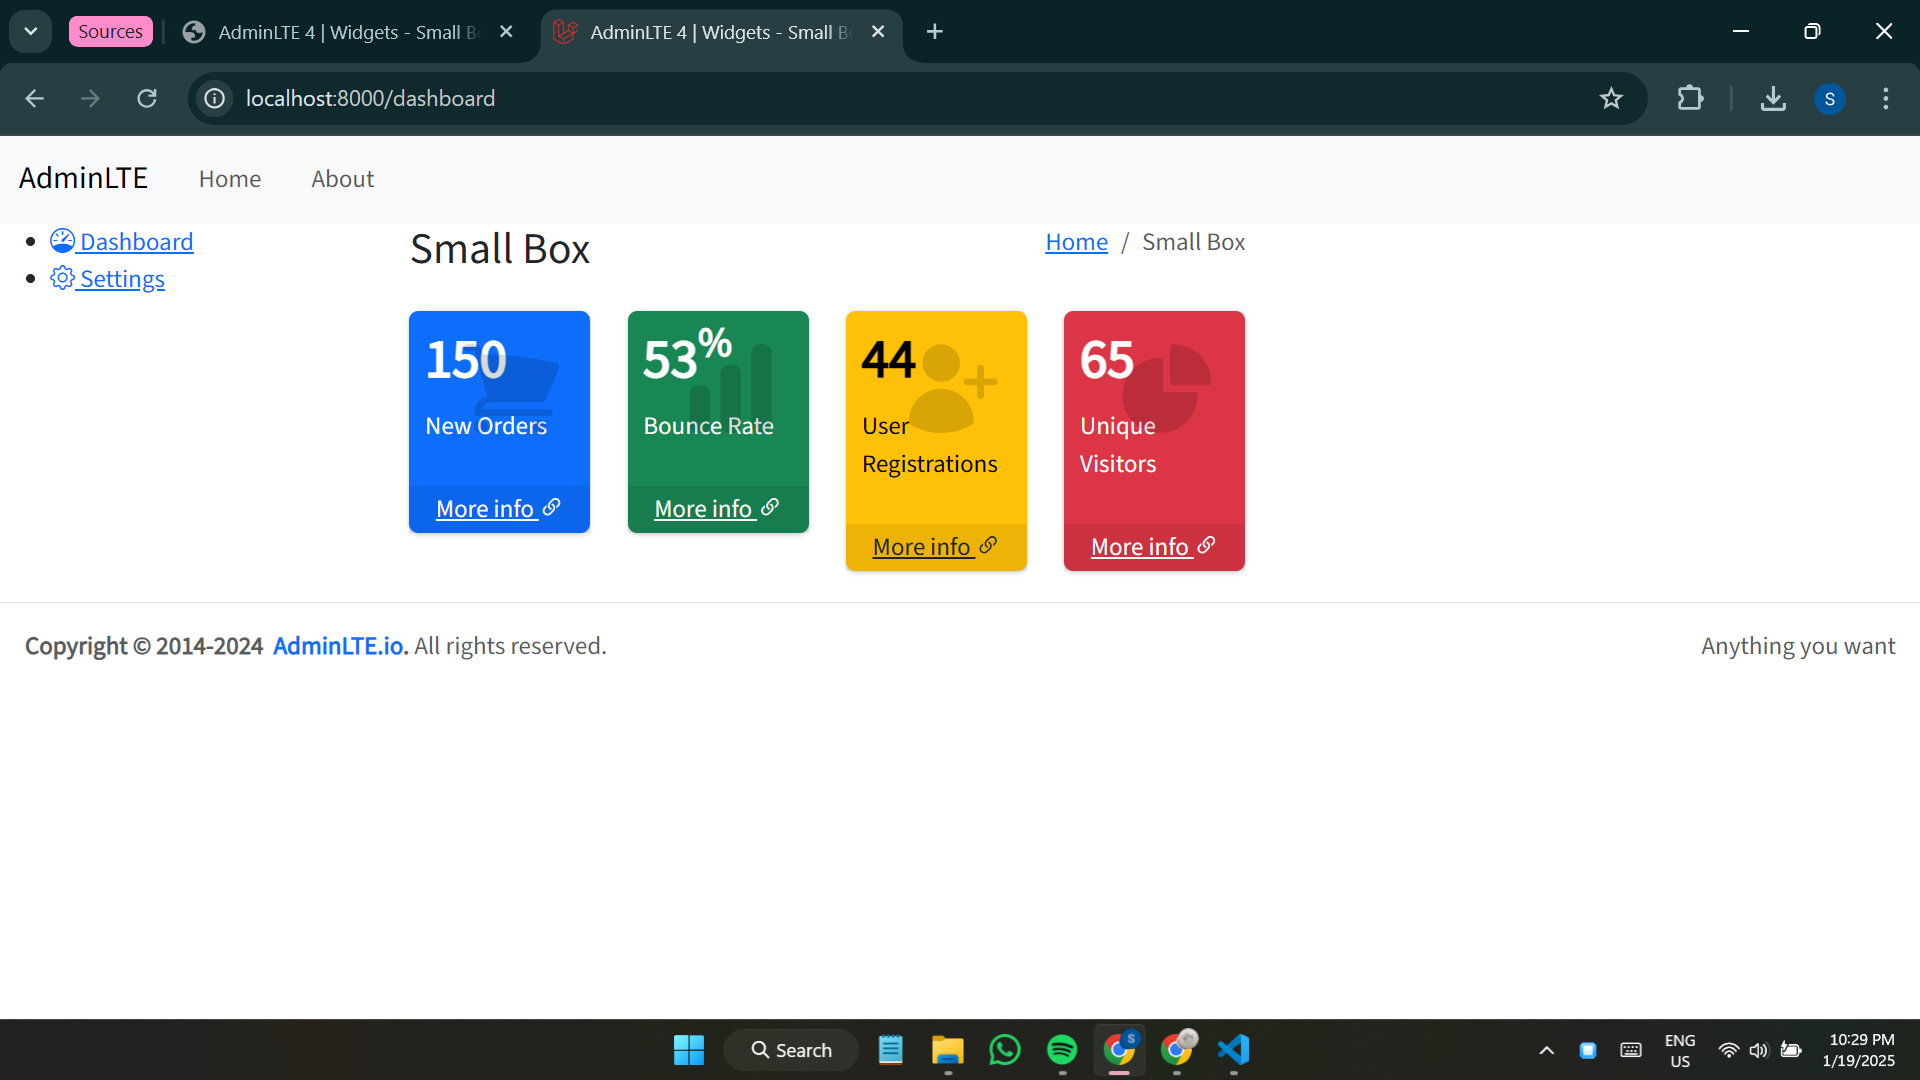 Sources
AdminLTE 4 | Widgets - Small B
AdminLTE 4 | Widgets - Small B
localhost:8000/dashboard
S
AdminLTE
Home
About
Dashboard
Settings
Small Box
Home / Small Box
150
New Orders
More info
53%
Bounce Rate
More info
44
User
Registrations
More info
65
Unique
Visitors
More info
Copyright © 2014-2024 AdminLTE.io. All rights reserved.
Anything you want
Search
S
ENG
US
10:29 PM
1/19/2025